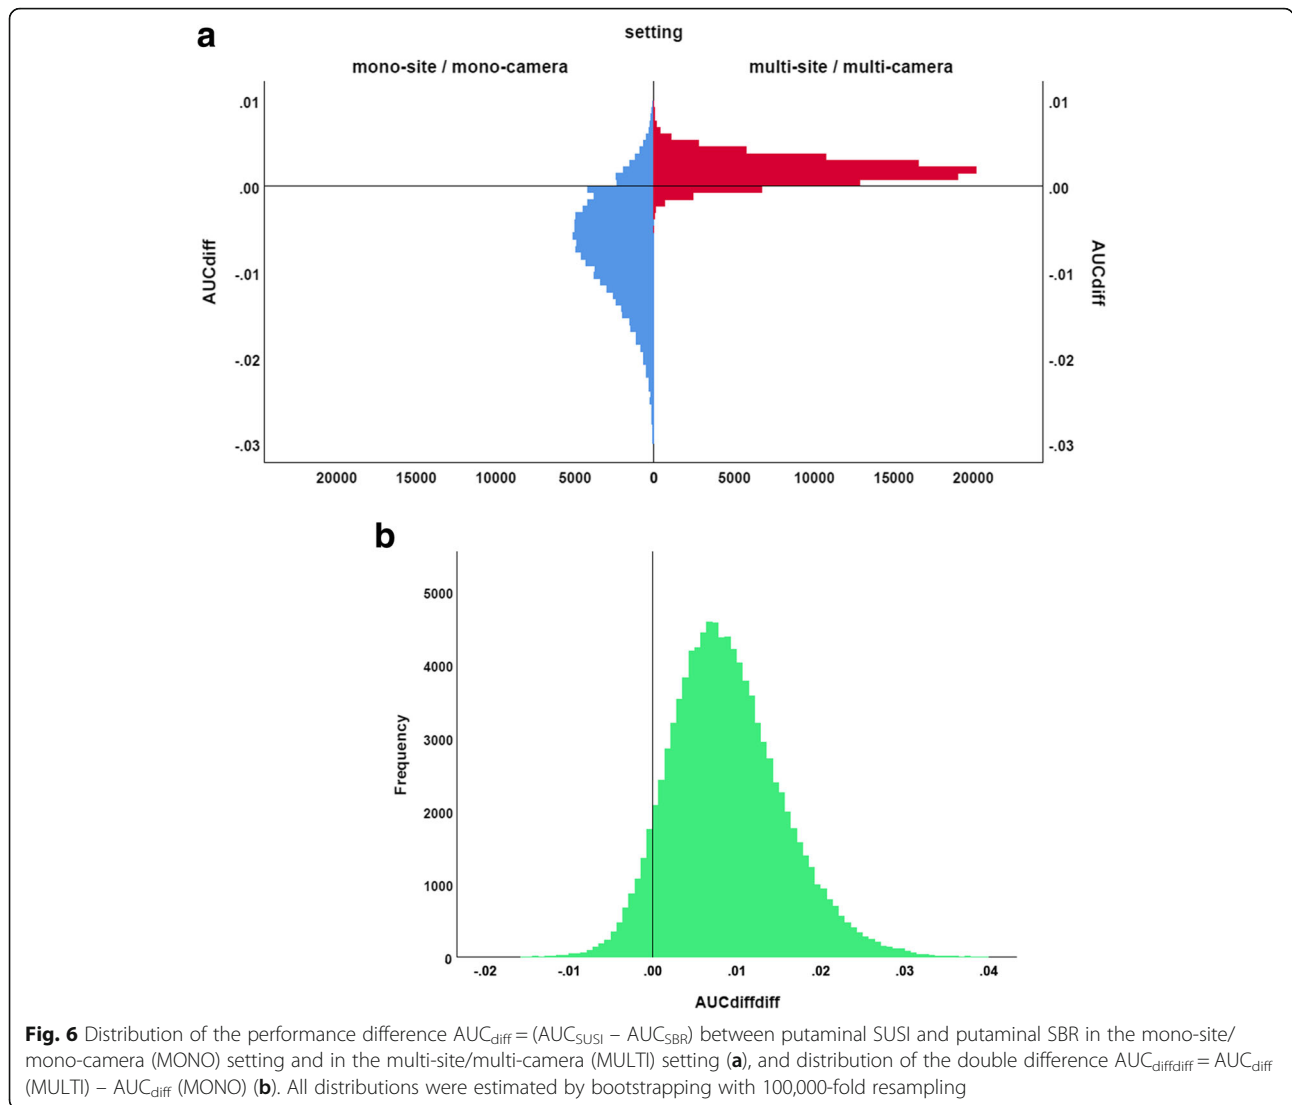 a
setting
mono-site / mono-camera
multi-site / multi-camera
.01
.00
-.01
-.02
-.03
AUCdiff
.01
.00
-.01
-.02
-.03
AUCdiff
20000 15000 10000 5000 0 5000 10000 15000 20000
b
5000
4000
3000
2000
1000
0
Frequency
-.02 -.01 .00 .01 .02 .03 .04
AUCdiffdiff
Fig. 6 Distribution of the performance difference AUCdiff = (AUCSUSI – AUCSBR) between putaminal SUSI and putaminal SBR in the mono-site/
mono-camera (MONO) setting and in the multi-site/multi-camera (MULTI) setting (a), and distribution of the double difference AUCdiffdiff = AUCdiff
(MULTI) – AUCdiff (MONO) (b). All distributions were estimated by bootstrapping with 100,000-fold resampling